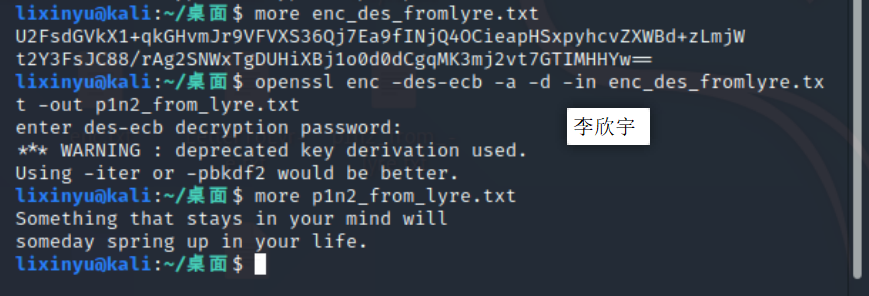 lixinyu@kali:~/桌面$ more enc_des_fromlyre.txt
U2FsdGVkX1+qkGHvmJr9VFVXS36Qj7Ea9fINjQ4OCieapHSxpyhcvZXWBd+zLmjW
t2Y3FsJC88/rAg2SNWxTgDUHiXBj1o0d0dCgqMK3mj2vt7GTIMHHYw==
lixinyu@kali:~/桌面$ openssl enc -des-ecb -a -d -in enc_des_fromlyre.tx
t -out p1n2_from_lyre.txt
enter des-ecb decryption password:
李欣宇
*** WARNING : deprecated key derivation used.
Using -iter or -pbkdf2 would be better.
lixinyu@kali:~/桌面$ more p1n2_from_lyre.txt
Something that stays in your mind will
someday spring up in your life.
lixinyu@kali:~/桌面$